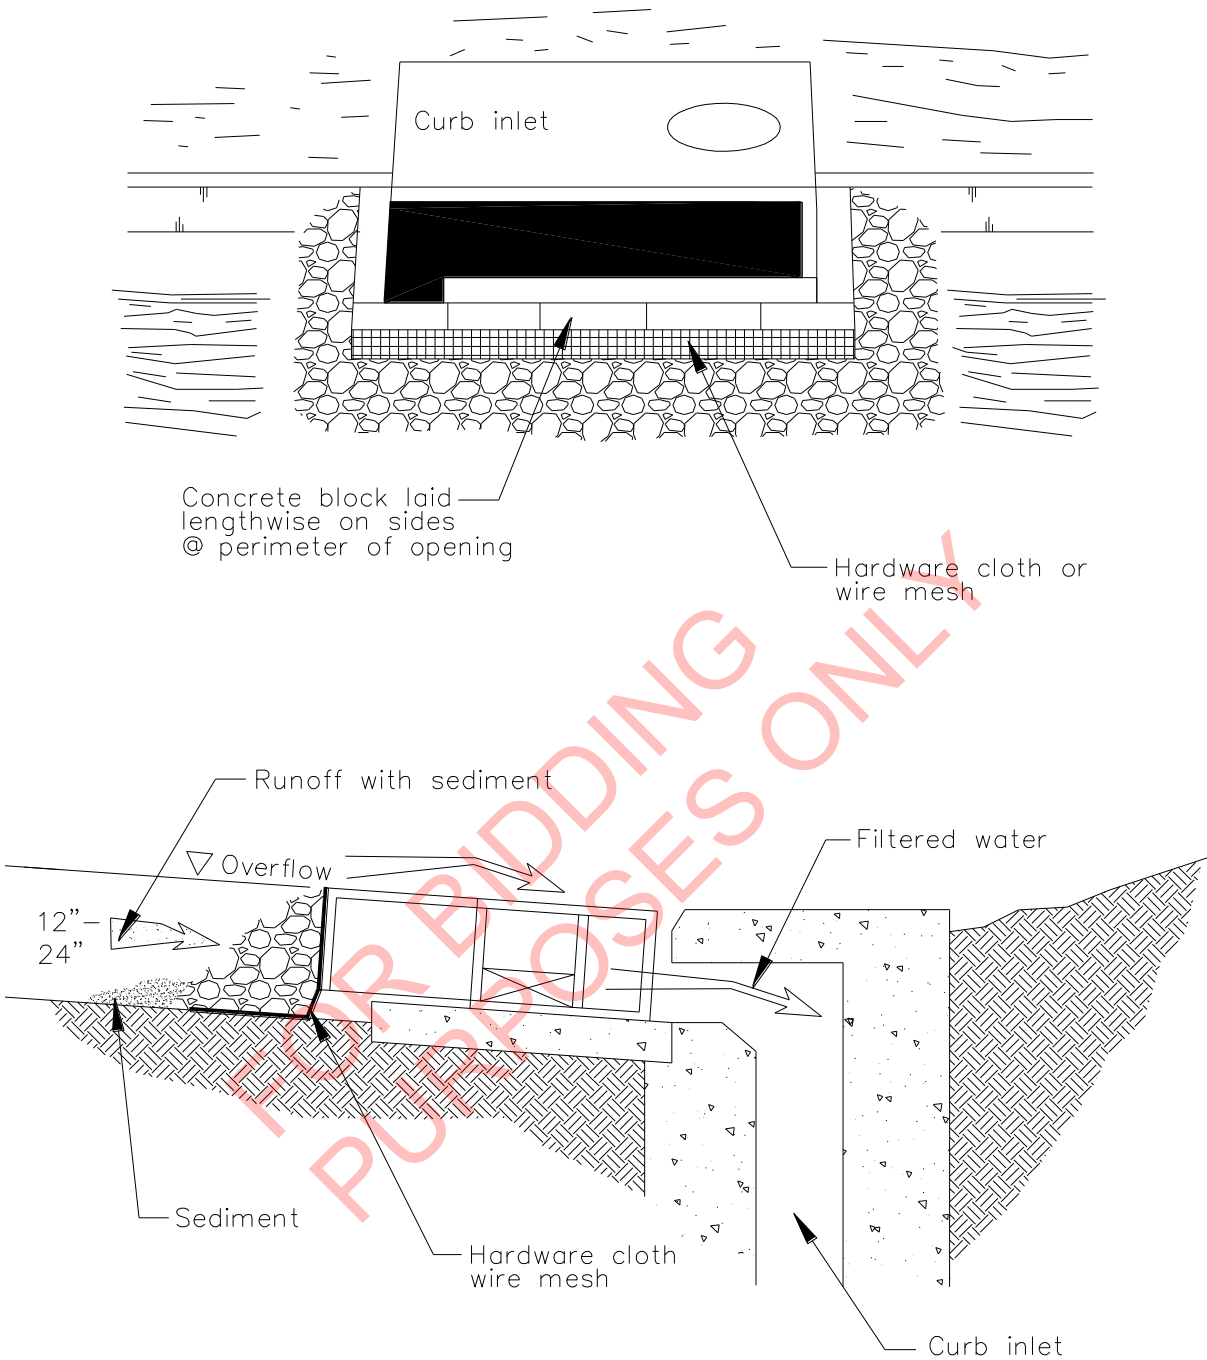 Curb inlet
Concrete block laid
lengthwise on sides
@ perimeter of opening
Hardware cloth or
wire mesh
FOR BIDDING
PURPOSES ONLY
Runoff with sediment
Overflow
Filtered water
12”–
24”
Sediment
Hardware cloth
wire mesh
Curb inlet